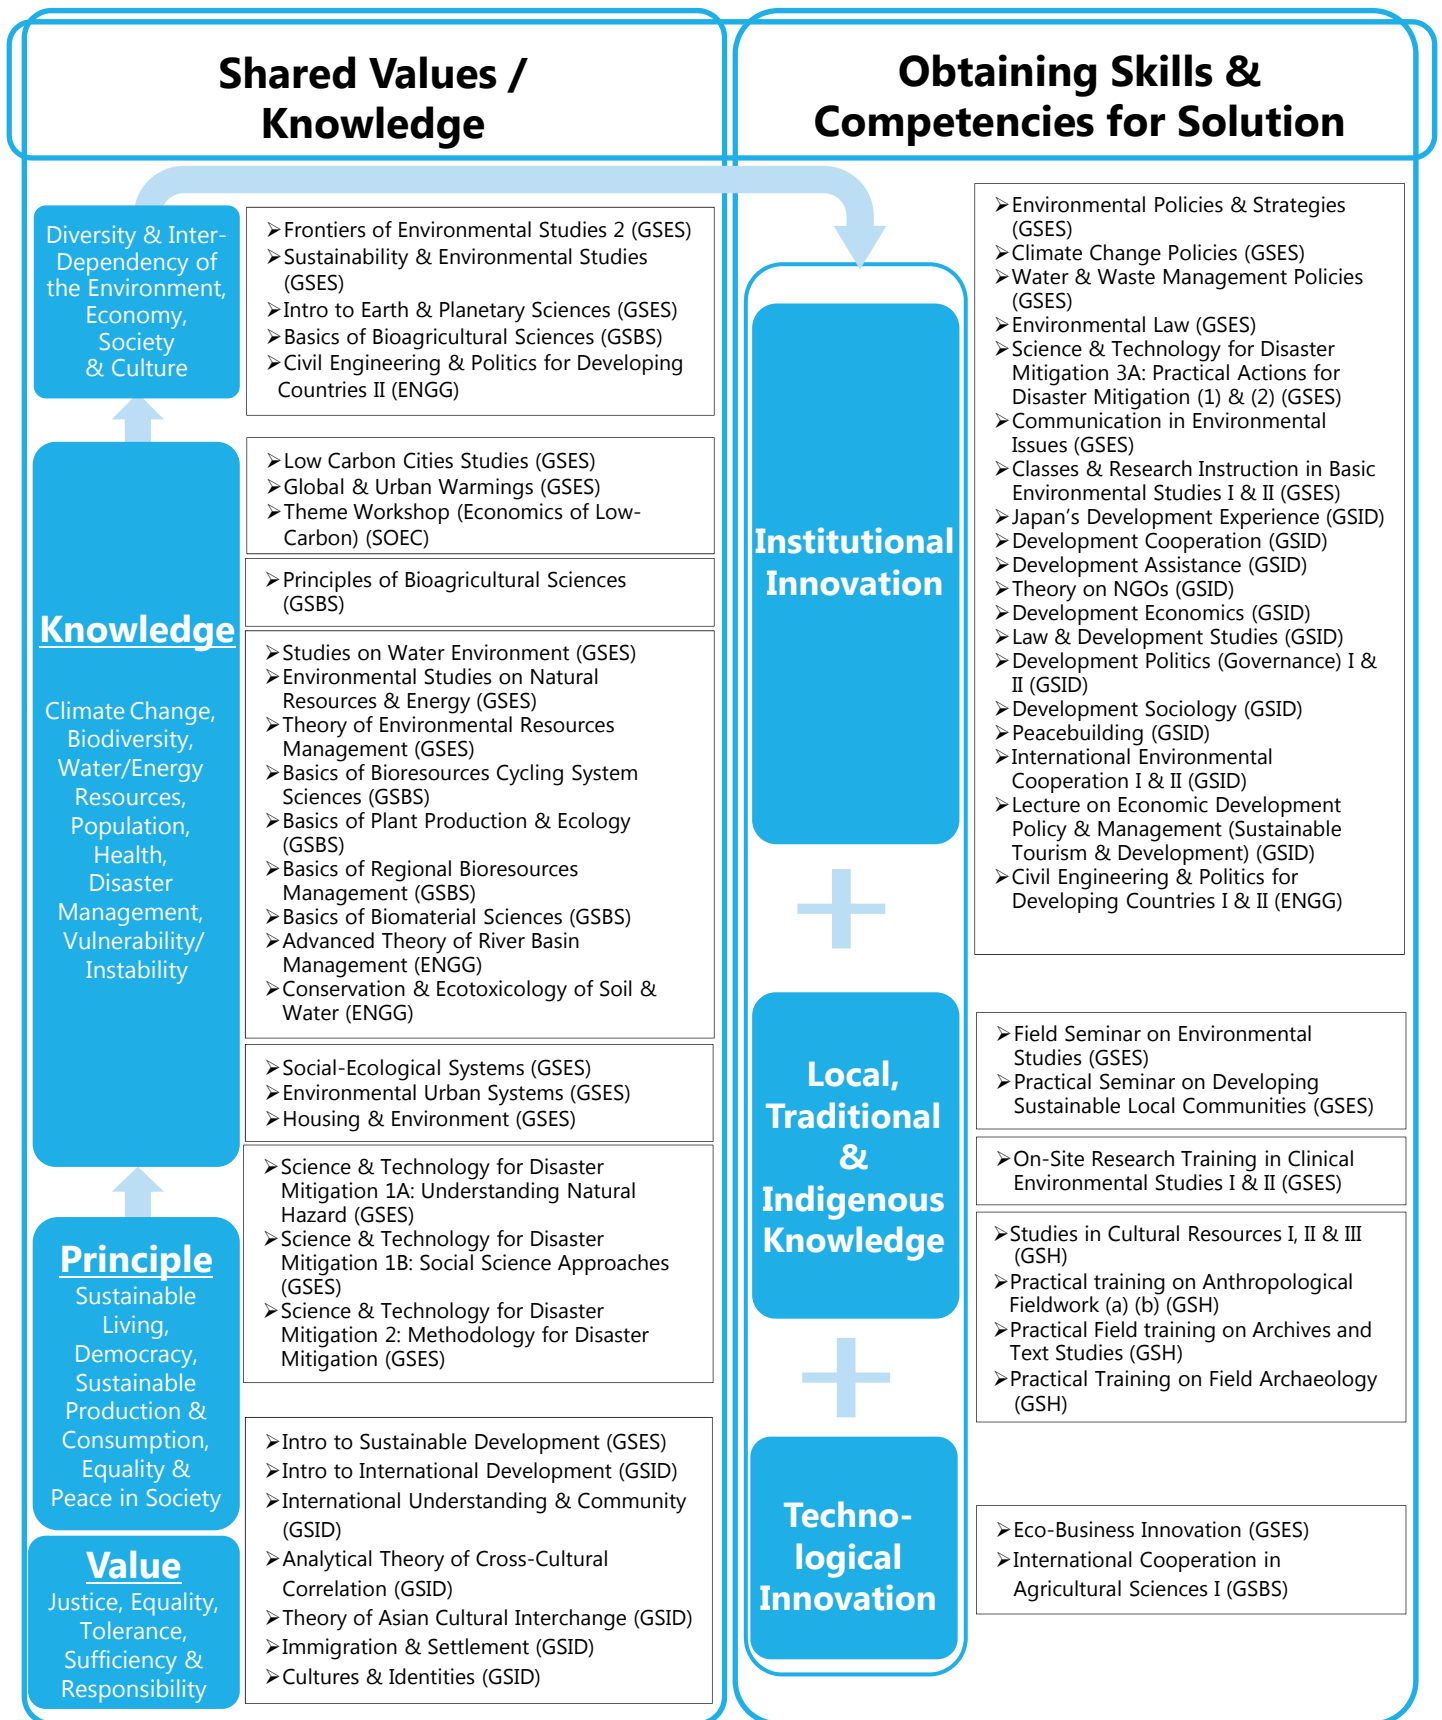 Shared Values /
Knowledge
Diversity & Inter-
Dependency of
the Environment,
Economy,
Society
& Culture
➢Frontiers of Environmental Studies 2 (GSES)
➢Sustainability & Environmental Studies
(GSES)
➢Intro to Earth & Planetary Sciences (GSES)
➢Basics of Bioagricultural Sciences (GSBS)
➢Civil Engineering & Politics for Developing
Countries II (ENGG)
Knowledge
Climate Change,
Biodiversity,
Water/Energy
Resources,
Population,
Health,
Disaster
Management,
Vulnerability/
Instability
➢Low Carbon Cities Studies (GSES)
➢Global & Urban Warmings (GSES)
➢Theme Workshop (Economics of Low-
Carbon) (SOEC)
➢Principles of Bioagricultural Sciences
(GSBS)
➢Studies on Water Environment (GSES)
➢Environmental Studies on Natural
Resources & Energy (GSES)
➢Theory of Environmental Resources
Management (GSES)
➢Basics of Bioresources Cycling System
Sciences (GSBS)
➢Basics of Plant Production & Ecology
(GSBS)
➢Basics of Regional Bioresources
Management (GSBS)
➢Basics of Biomaterial Sciences (GSBS)
➢Advanced Theory of River Basin
Management (ENGG)
➢Conservation & Ecotoxicology of Soil &
Water (ENGG)
➢Social-Ecological Systems (GSES)
➢Environmental Urban Systems (GSES)
➢Housing & Environment (GSES)
➢Science & Technology for Disaster
Mitigation 1A: Understanding Natural
Hazard (GSES)
➢Science & Technology for Disaster
Mitigation 1B: Social Science Approaches
(GSES)
➢Science & Technology for Disaster
Mitigation 2: Methodology for Disaster
Mitigation (GSES)
Principle
Sustainable
Living,
Democracy,
Sustainable
Production &
Consumption,
Equality &
Peace in Society
Value
Justice, Equality,
Tolerance,
Sufficiency &
Responsibility
➢Intro to Sustainable Development (GSES)
➢Intro to International Development (GSID)
➢International Understanding & Community
(GSID)
➢Analytical Theory of Cross-Cultural
Correlation (GSID)
➢Theory of Asian Cultural Interchange (GSID)
➢Immigration & Settlement (GSID)
➢Cultures & Identities (GSID)
Obtaining Skills &
Competencies for Solution
Institutional
Innovation
➢Environmental Policies & Strategies
(GSES)
➢Climate Change Policies (GSES)
➢Water & Waste Management Policies
(GSES)
➢Environmental Law (GSES)
➢Science & Technology for Disaster
Mitigation 3A: Practical Actions for
Disaster Mitigation (1) & (2) (GSES)
➢Communication in Environmental
Issues (GSES)
➢Classes & Research Instruction in Basic
Environmental Studies I & II (GSES)
➢Japan's Development Experience (GSID)
➢Development Cooperation (GSID)
➢Development Assistance (GSID)
➢Theory on NGOs (GSID)
➢Development Economics (GSID)
➢Law & Development Studies (GSID)
➢Development Politics (Governance) I &
II (GSID)
➢Development Sociology (GSID)
➢Peacebuilding (GSID)
➢International Environmental
Cooperation I & II (GSID)
➢Lecture on Economic Development
Policy & Management (Sustainable
Tourism & Development) (GSID)
➢Civil Engineering & Politics for
Developing Countries I & II (ENGG)
Local,
Traditional
&
Indigenous
Knowledge
➢Field Seminar on Environmental
Studies (GSES)
➢Practical Seminar on Developing
Sustainable Local Communities (GSES)
➢On-Site Research Training in Clinical
Environmental Studies I & II (GSES)
➢Studies in Cultural Resources I, II & III
(GSH)
➢Practical training on Anthropological
Fieldwork (a) (b) (GSH)
➢Practical Field training on Archives and
Text Studies (GSH)
➢Practical Training on Field Archaeology
(GSH)
Techno-
logical
Innovation
➢Eco-Business Innovation (GSES)
➢International Cooperation in
Agricultural Sciences I (GSBS)